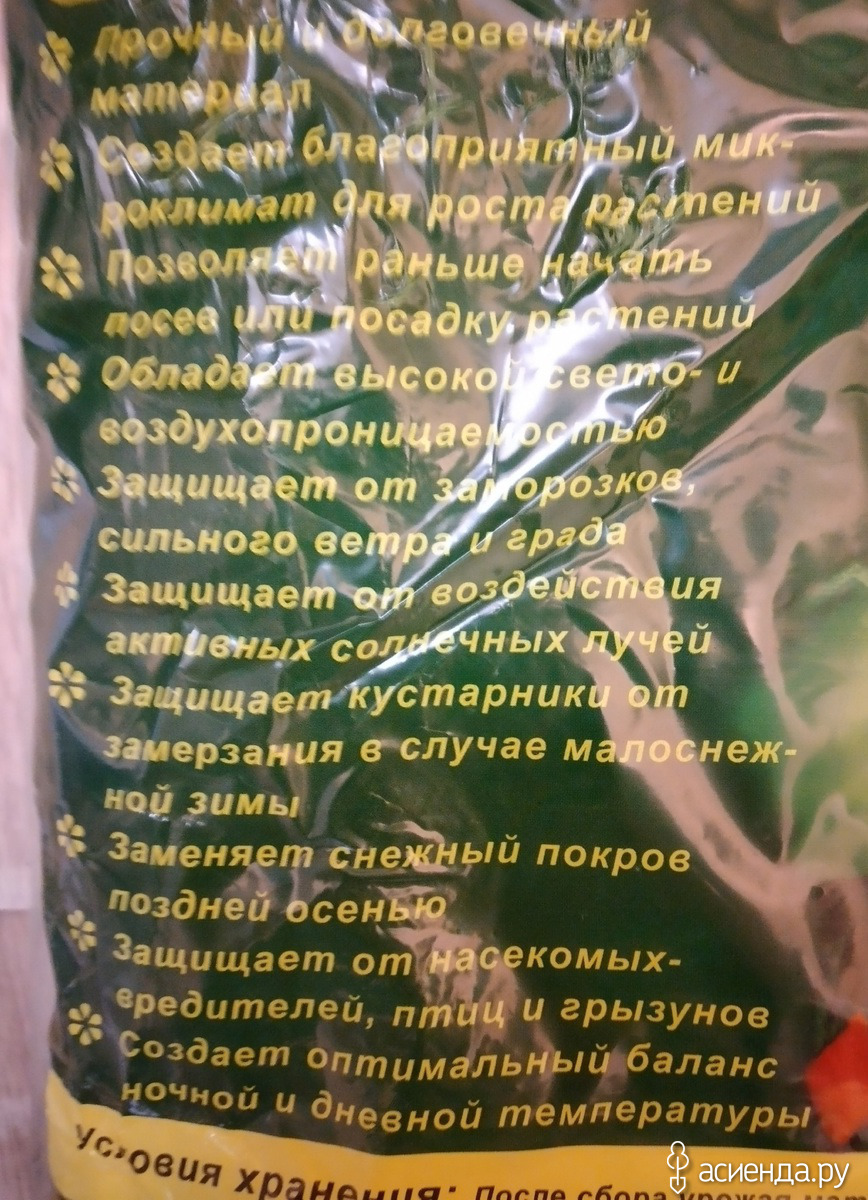 Прочный и долговечный
материал
Создает благоприятный мик-
роклимат для роста растений
Позволяет раньше начать
посев или посадку растений
Обладает высокой свето- и
воздухопроницаемостью
Защищает от заморозков,
сильного ветра и града
Защищает от воздействия
активных солнечных лучей
Защищает кустарники от
замерзания в случае малоснеж-
ной зимы
Заменяет снежный покров
поздней осенью
Защищает от насекомых-
вредителей, птиц и грызунов
Создает оптимальный баланс
ночной и дневной температуры
Условия хранения: После сбора урожая
асиенда.ру